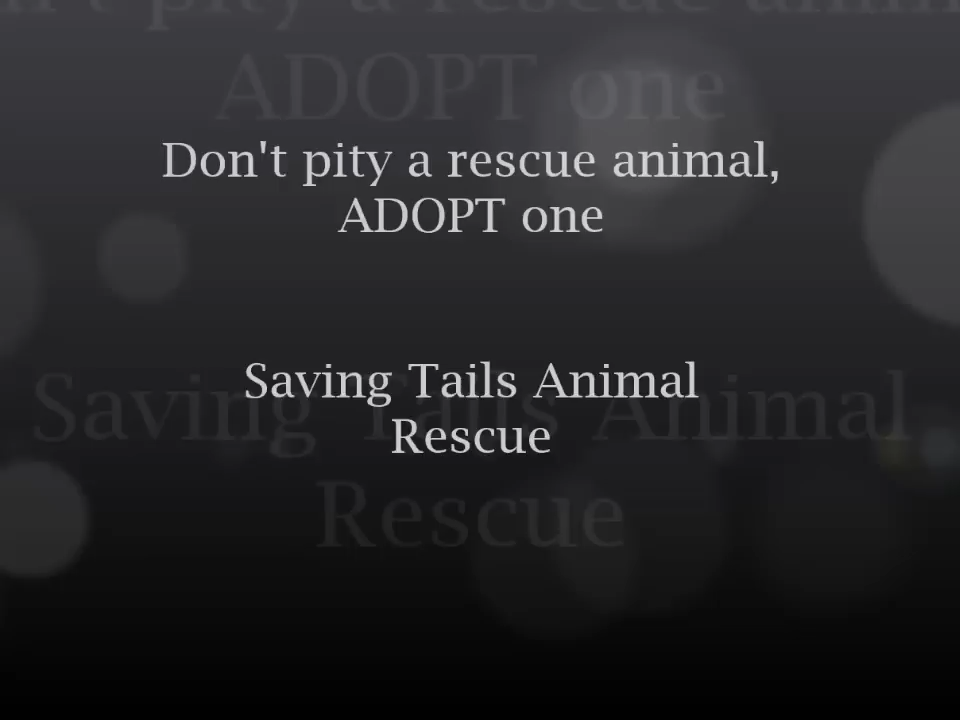 Don't pity a rescue animal,
ADOPT one
Saving Tails Animal
Rescue